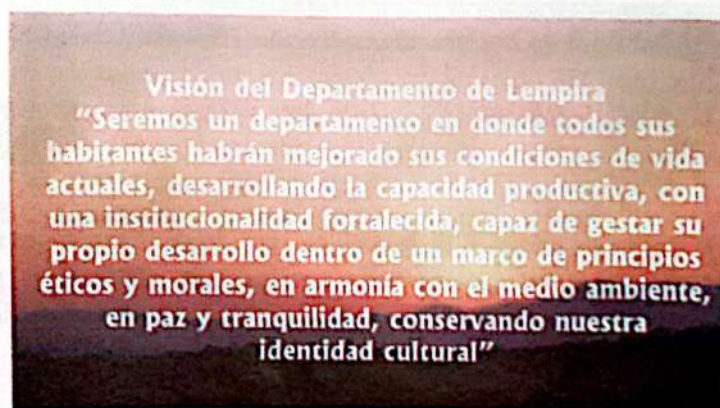 Visión del Departamento de Lempira
“Seremos un departamento en donde todos sus
habitantes habrán mejorado sus condiciones de vida
actuales, desarrollando la capacidad productiva, con
una institucionalidad fortalecida, capaz de gestar su
propio desarrollo dentro de un marco de principios
éticos y morales, en armonía con el medio ambiente,
en paz y tranquilidad, conservando nuestra
identidad cultural”